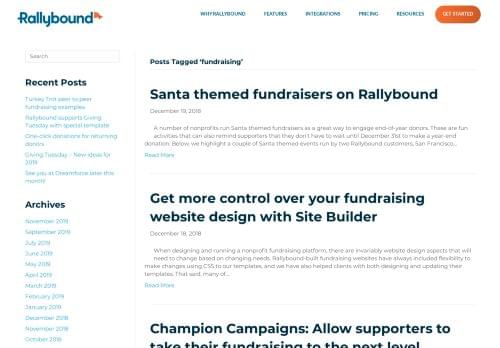 Rallybound
WHY RALLYBOUND
FEATURES
INTEGRATIONS
PRICING
RESOURCES
GET STARTED
Search
Recent Posts
Turkey Trot peer to peer
fundraising examples
Rallybound supports Giving
Tuesday with special template
One-click donations for returning
donors
Giving Tuesday – New ideas for
2019
See you at Dreamforce later this
month!
Archives
November 2019
September 2019
July 2019
June 2019
May 2019
April 2019
March 2019
February 2019
January 2019
December 2018
November 2018
October 2018
Posts Tagged ‘fundraising’
Santa themed fundraisers on Rallybound
December 19, 2018
A number of nonprofits run Santa themed fundraisers as a great way to engage end-of-year donors. These are fun
activities that can also remind supporters that they don't have to wait until December 31st to make a year-end
donation. Below, we highlight a couple of Santa themed events run by two Rallybound customers, San Francisco...
Read More
Get more control over your fundraising
website design with Site Builder
December 18, 2018
When designing and running a nonprofit fundraising platform, there are invariably website design aspects that will
need to change based on changing needs. Rallybound-built fundraising websites have always included flexibility to
make changes using CSS to our templates, and we have also helped clients with both designing and updating their
templates. That said, many of...
Read More
Champion Campaigns: Allow supporters to
take their fundraising to the next level